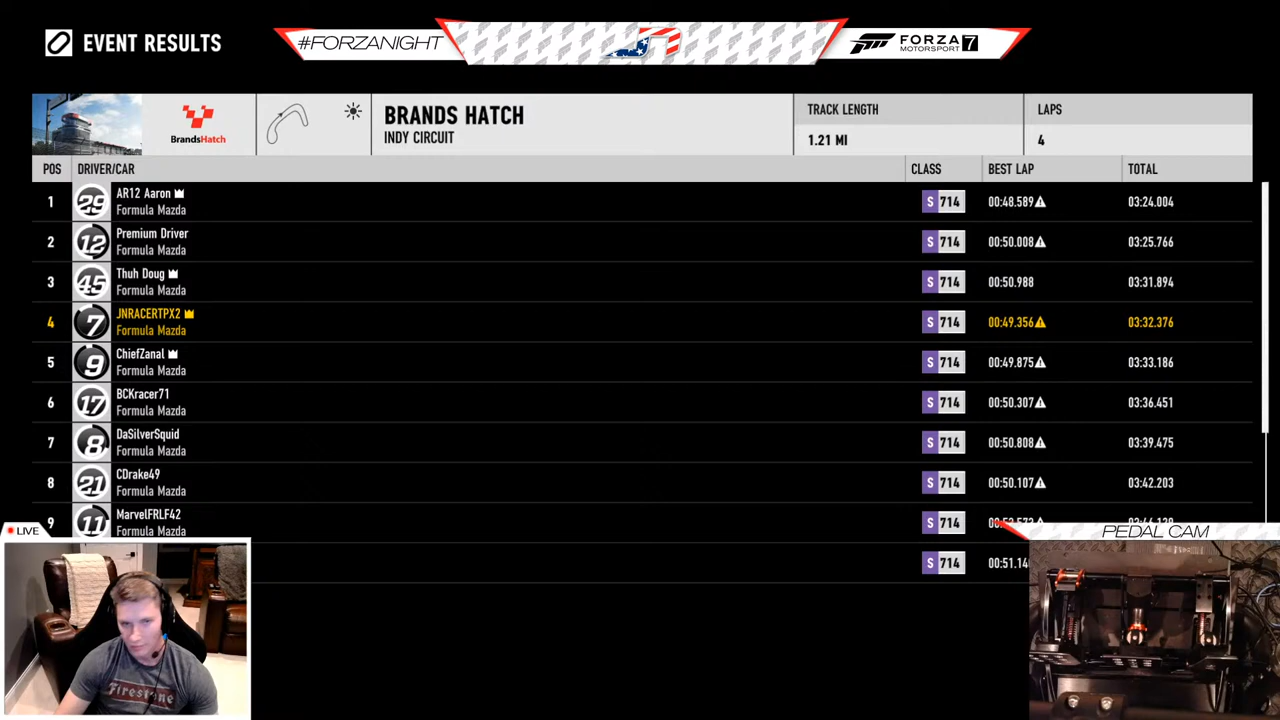 EVENT RESULTS
#FORZANIGHT
FORZA
MOTORSPORT 7
BrandsHatch
BRANDS HATCH
INDY CIRCUIT
TRACK LENGTH
1.21 MI
LAPS
4
POS DRIVER/CAR CLASS BEST LAP TOTAL
1 29 AR12 Aaron S 714 00:48.589 03:24.004
Formula Mazda
2 12 Premium Driver S 714 00:50.008 03:25.766
Formula Mazda
3 45 Thuh Doug S 714 00:50.988 03:31.894
Formula Mazda
4 7 JNRACERTPX2 S 714 00:49.356 03:32.376
Formula Mazda
5 9 ChiefZanal S 714 00:49.875 03:33.186
Formula Mazda
6 17 BCKracer71 S 714 00:50.307 03:36.451
Formula Mazda
7 8 DaSilverSquid S 714 00:50.808 03:39.475
Formula Mazda
8 21 CDrake49 S 714 00:50.107 03:42.203
Formula Mazda
9 11 MarvelFRLF42 S 714
Formula Mazda
S 714
LIVE
PEDAL CAM
Firestone